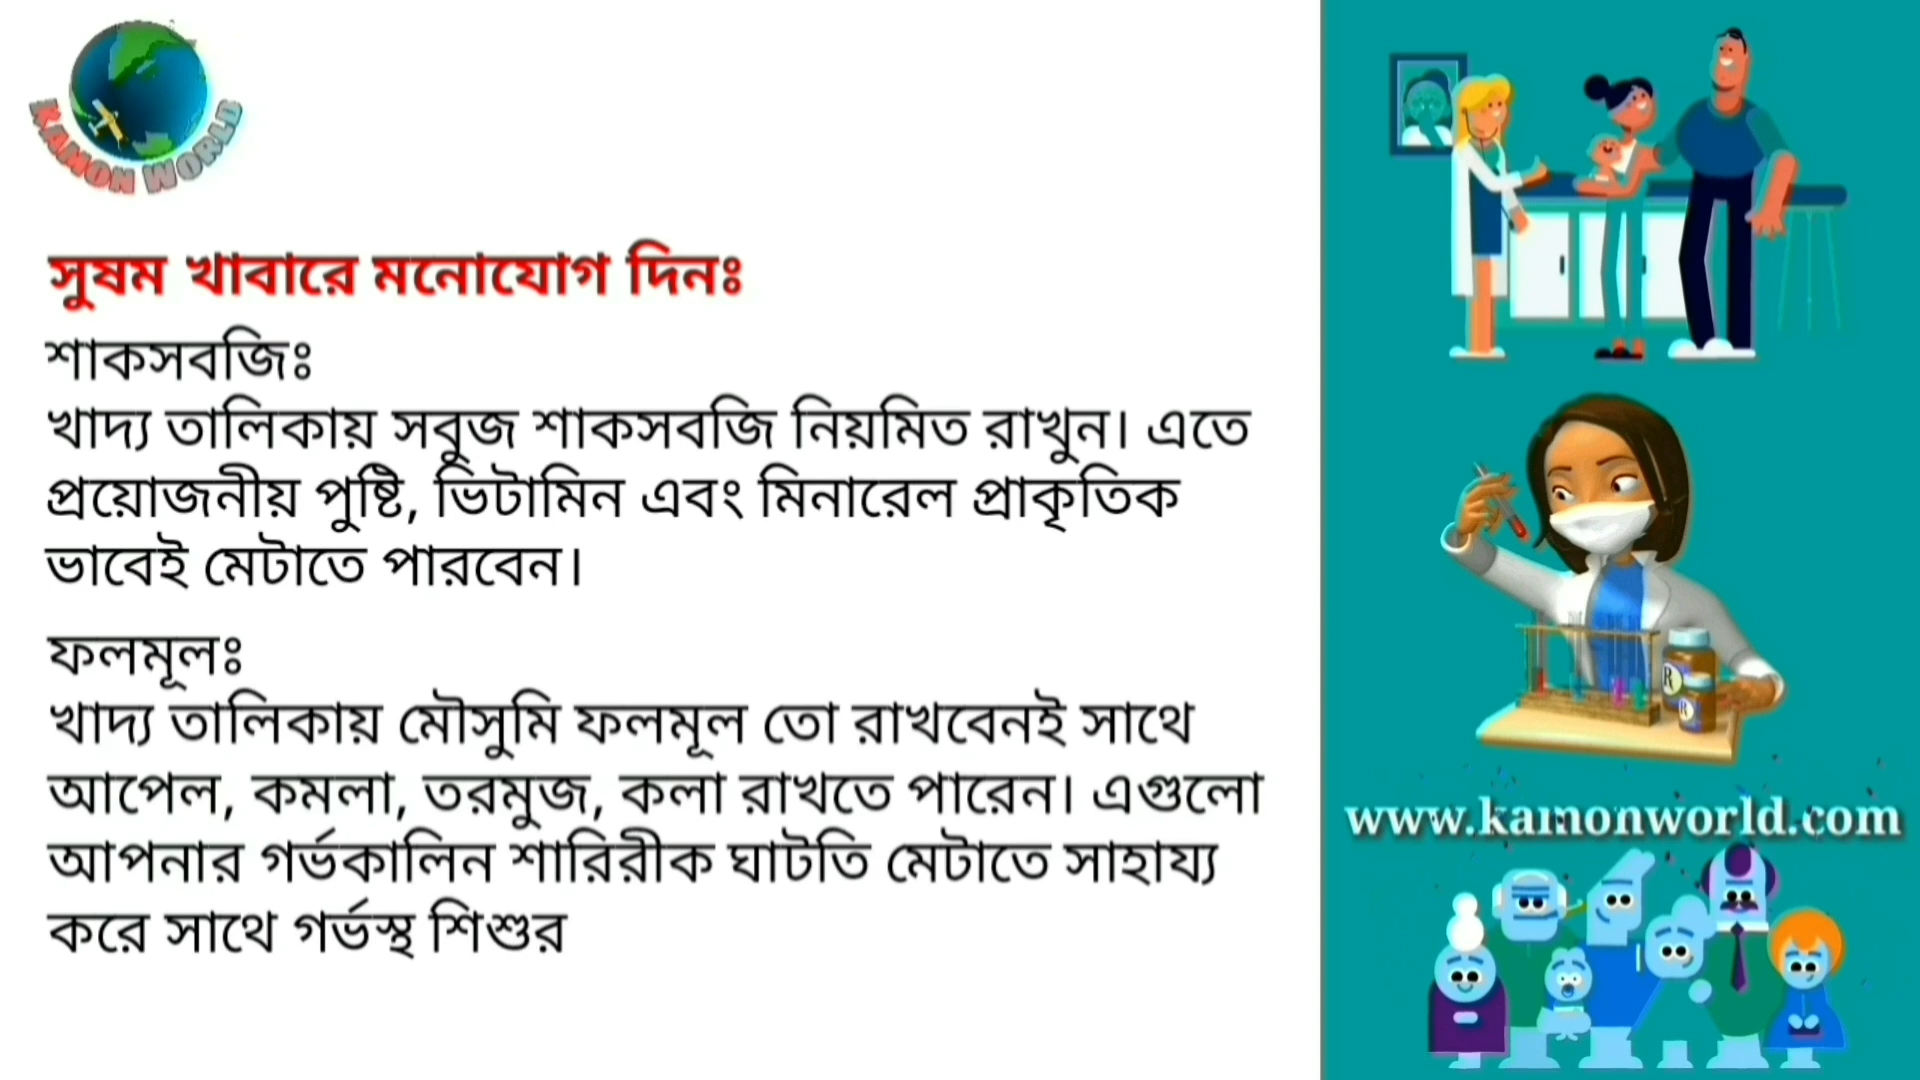 KAMON WORLD
সুষম খাবারে মনোযোগ দিনঃ
শাকসবজিঃ
খাদ্য তালিকায় সবুজ শাকসবজি নিয়মিত রাখুন। এতে
প্রয়োজনীয় পুষ্টি, ভিটামিন এবং মিনারেল প্রাকৃতিক
ভাবেই মেটাতে পারবেন।
ফলমূলঃ
খাদ্য তালিকায় মৌসুমি ফলমূল তো রাখবেনই সাথে
আপেল, কমলা, তরমুজ, কলা রাখতে পারেন। এগুলো
আপনার গর্ভকালিন শারিরীক ঘাটতি মেটাতে সাহায্য
করে সাথে গর্ভস্থ শিশুর
R
R
www.kamonworld.com